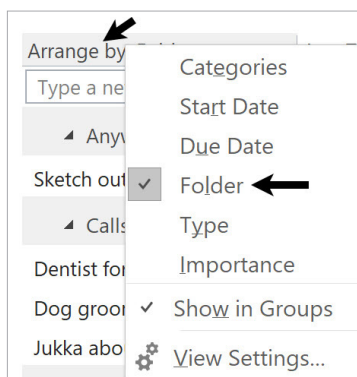 Arrange by
Type a ne
Anyw
Sketch out
Calls
Dentist for
Dog groor
Jukka abo
Categories
Start Date
Due Date
Folder
Type
Importance
Show in Groups
View Settings...